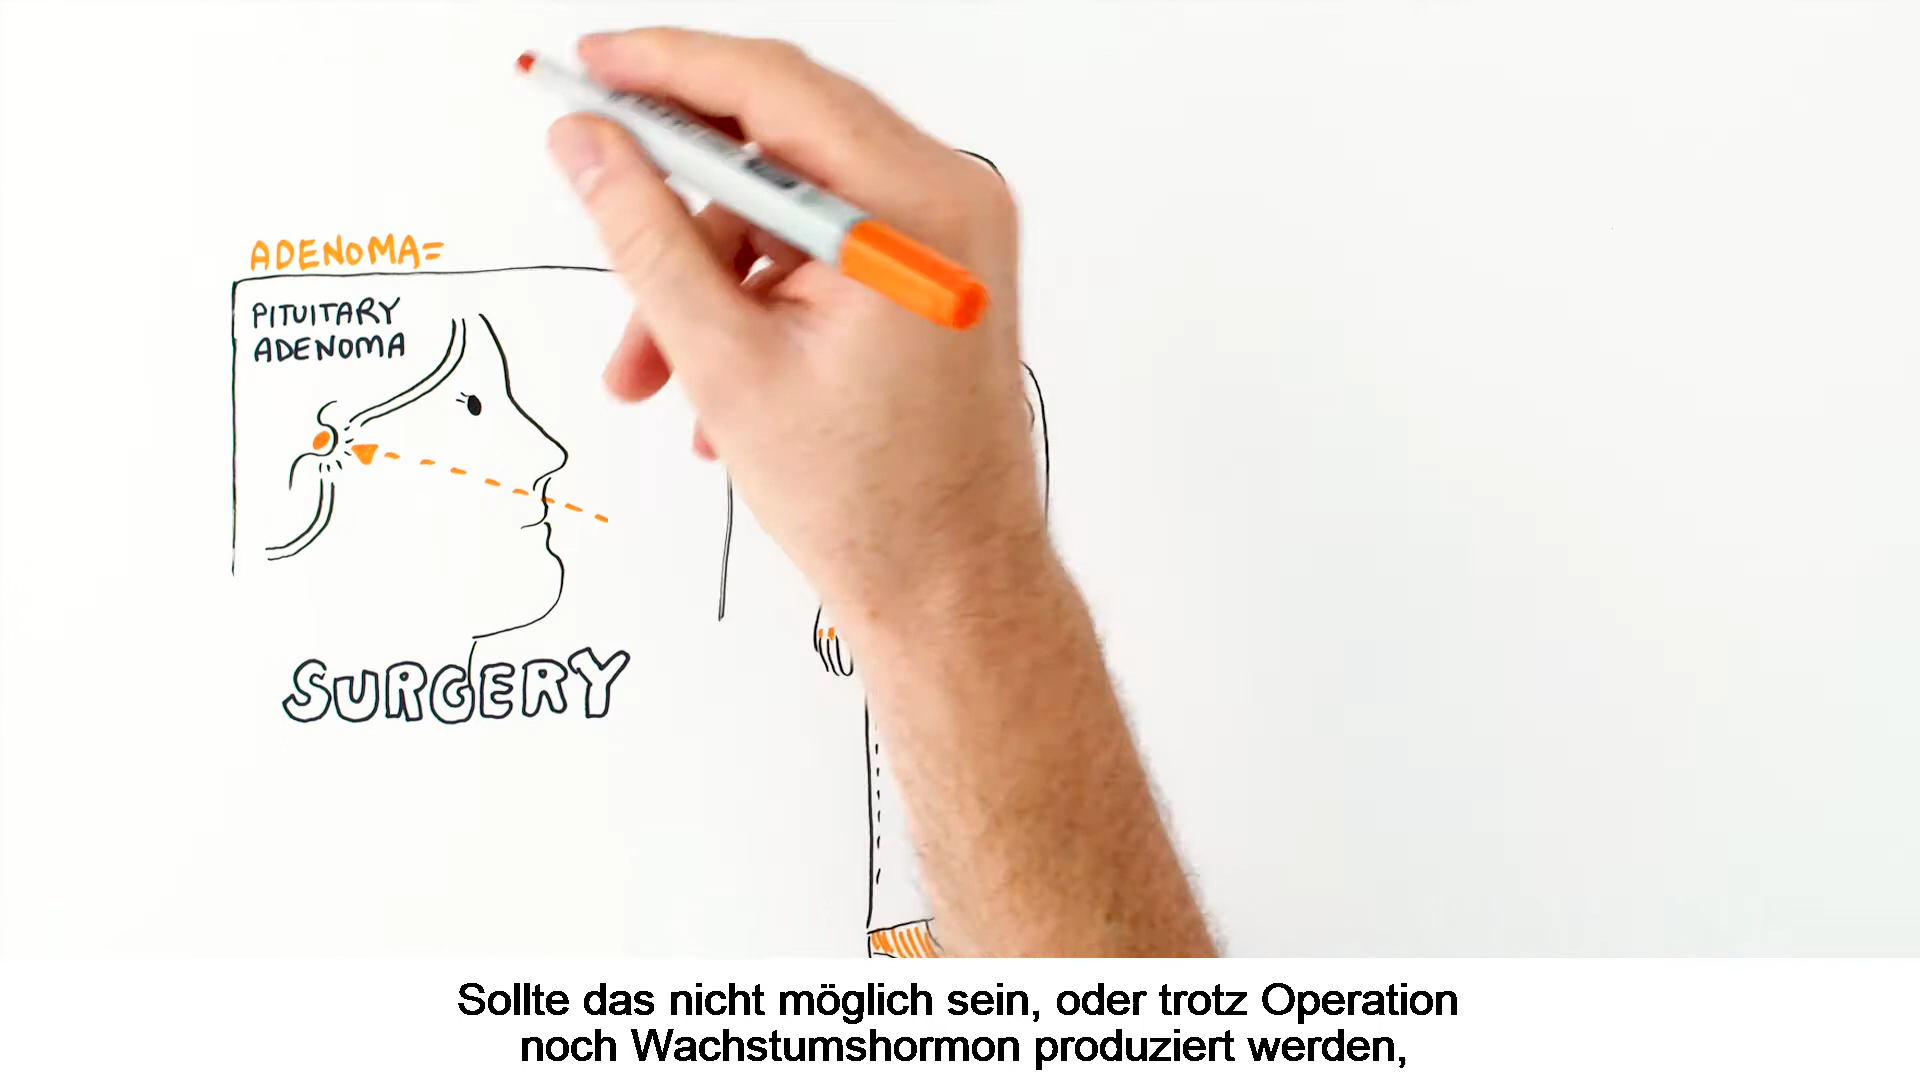 ADENOMA=
PITUITARY
ADENOMA
SURGERY
Sollte das nicht möglich sein, oder trotz Operation
noch Wachstumshormon produziert werden,